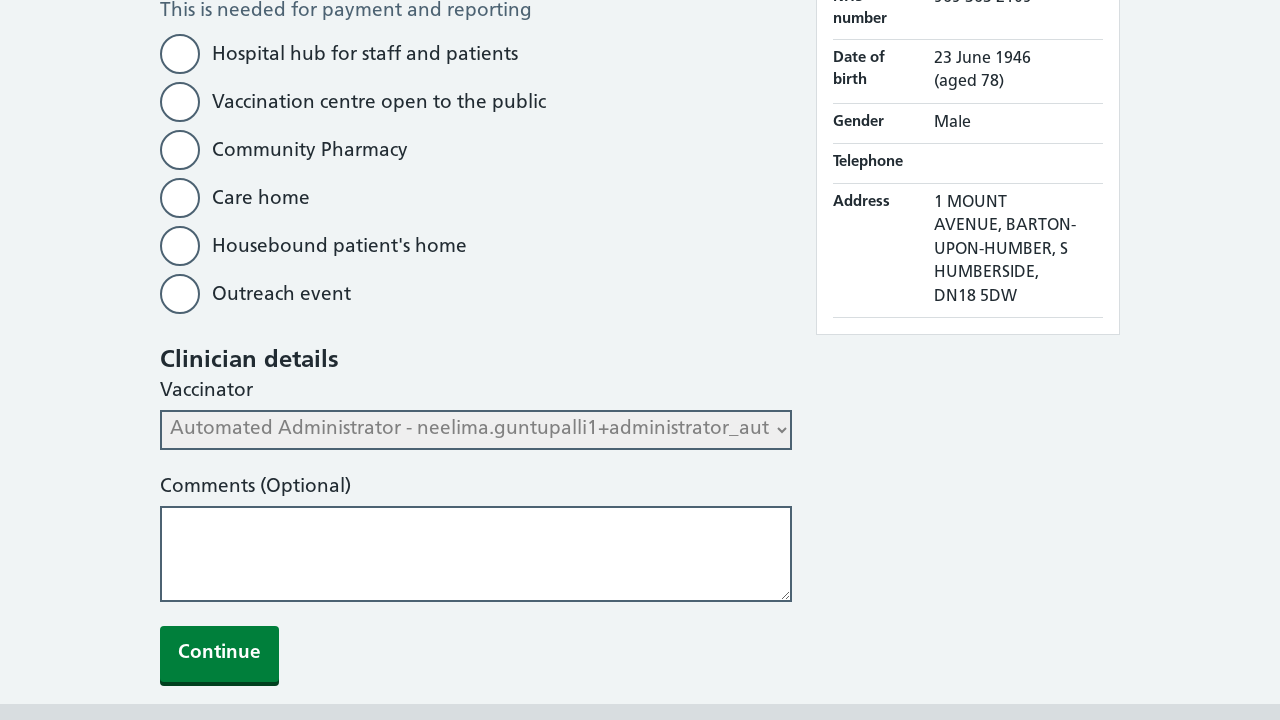 This is needed for payment and reporting
Hospital hub for staff and patients
Vaccination centre open to the public
Community Pharmacy
Care home
Housebound patient's home
Outreach event
Clinician details
Vaccinator
Automated Administrator - neelima.guntupalli1+administrator_aut
Comments (Optional)
Continue
number
Date of birth
23 June 1946
(aged 78)
Gender
Male
Telephone
Address
1 MOUNT
AVENUE, BARTON-
UPON-HUMBER, S
HUMBERSIDE,
DN18 5DW